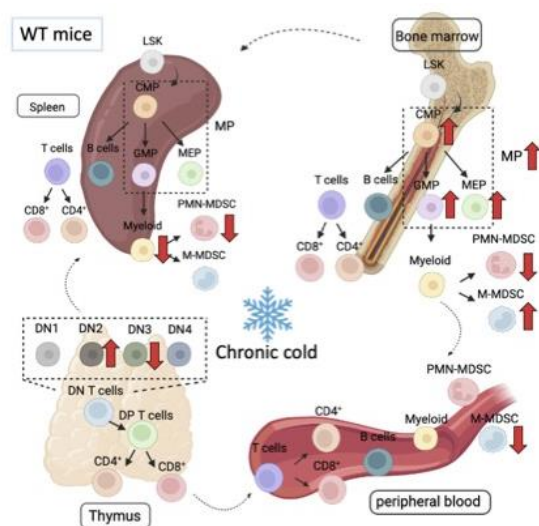 WT mice
LSK
CMP
Spleen
MP
T cells
B cells
GMP
MEP
CD8+
CD4+
Myeloid
PMN-MDSC
M-MDSC
Bone marrow
LSK
CMP
MP
T cells
B cells
GMP
MEP
CD8+
CD4+
Myeloid
PMN-MDSC
M-MDSC
DN1
DN2
DN3
DN4
Chronic cold
DN T cells
DP T cells
CD4+
CD8+
Thymus
PMN-MDSC
CD4+
B cells
Myeloid
M-MDSC
T cells
CD8+
peripheral blood